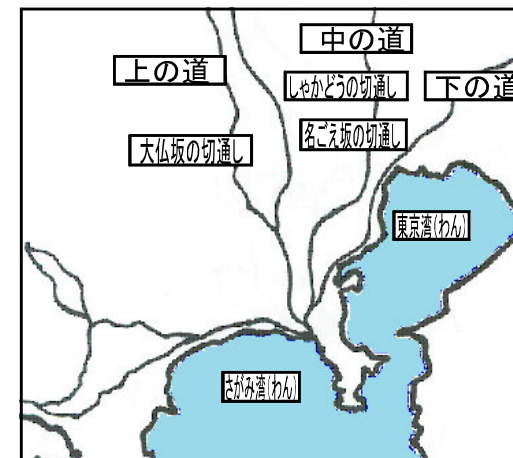 中の道
上の道
しゃかどうの切通し
下の道
大仏坂の切通し
名ごえ坂の切通し
東京湾(わん)
さがみ湾(わん)